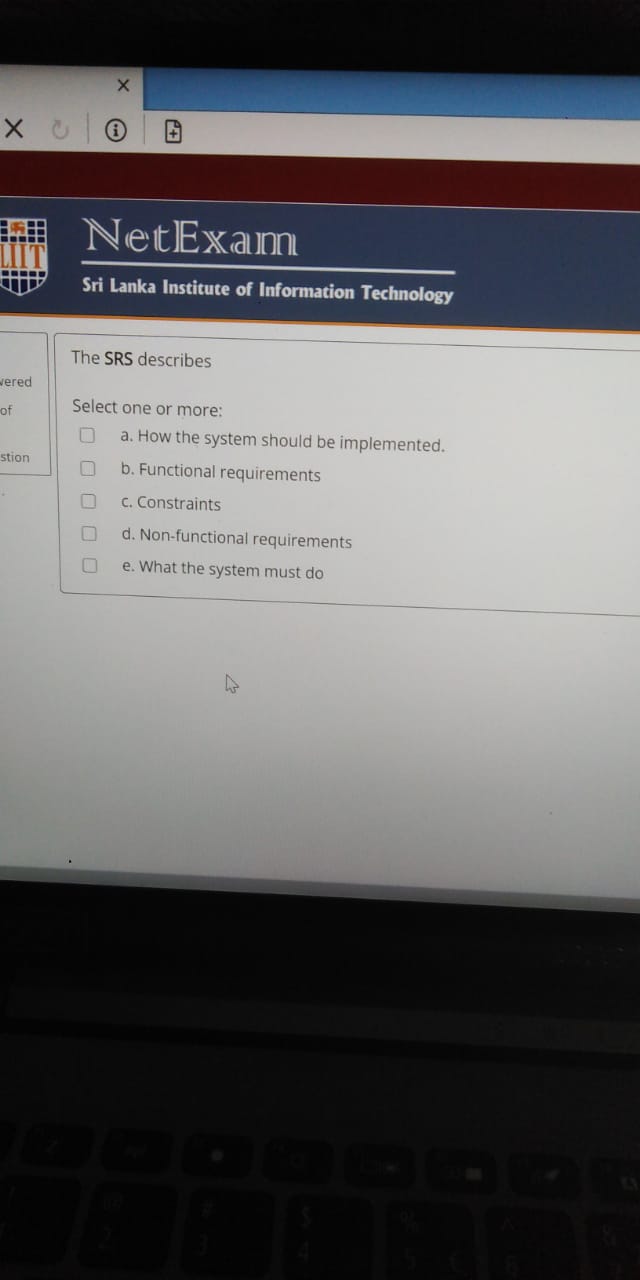 LIIT
NetExam
Sri Lanka Institute of Information Technology
vered
of
stion
The SRS describes
Select one or more:
a. How the system should be implemented.
b. Functional requirements
c. Constraints
d. Non-functional requirements
e. What the system must do